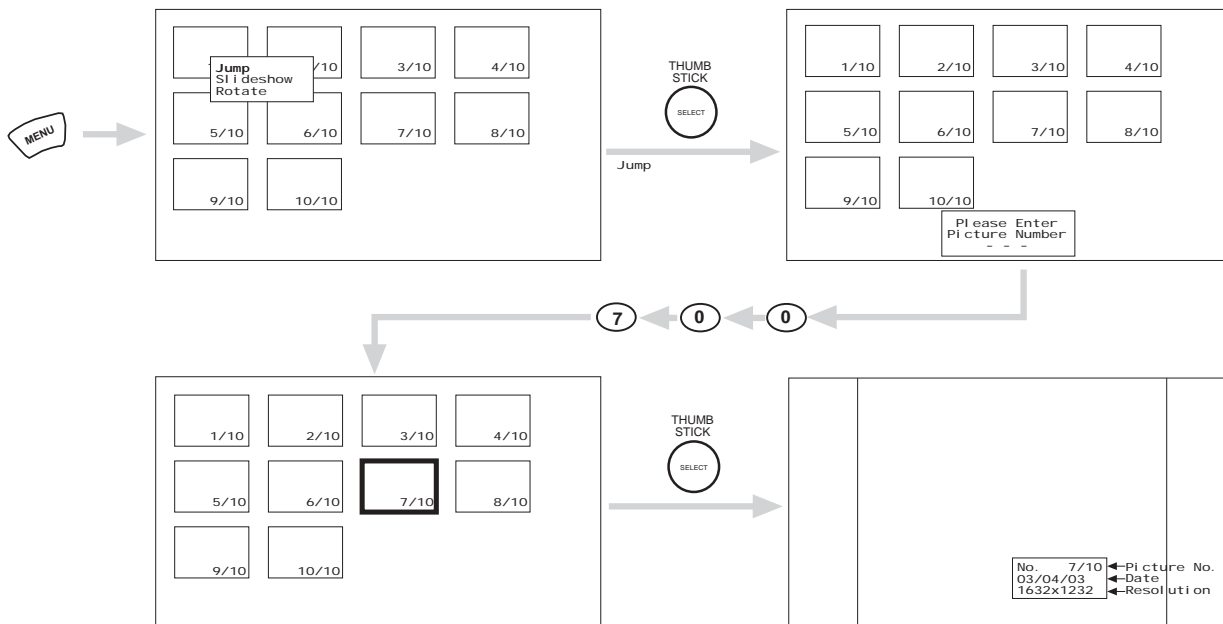 MENU
Jump
Slideshow
Rotate
/10
3/10
4/10
5/10
6/10
7/10
8/10
9/10
10/10
THUMB
STICK
SELECT
Jump
1/10
2/10
3/10
4/10
5/10
6/10
7/10
8/10
9/10
10/10
Please Enter
Picture Number
- - -
7
0
0
1/10
2/10
3/10
4/10
5/10
6/10
7/10
8/10
9/10
10/10
THUMB
STICK
SELECT
No. 7/10 Picture No.
03/04/03 Date
1632x1232 Resolution